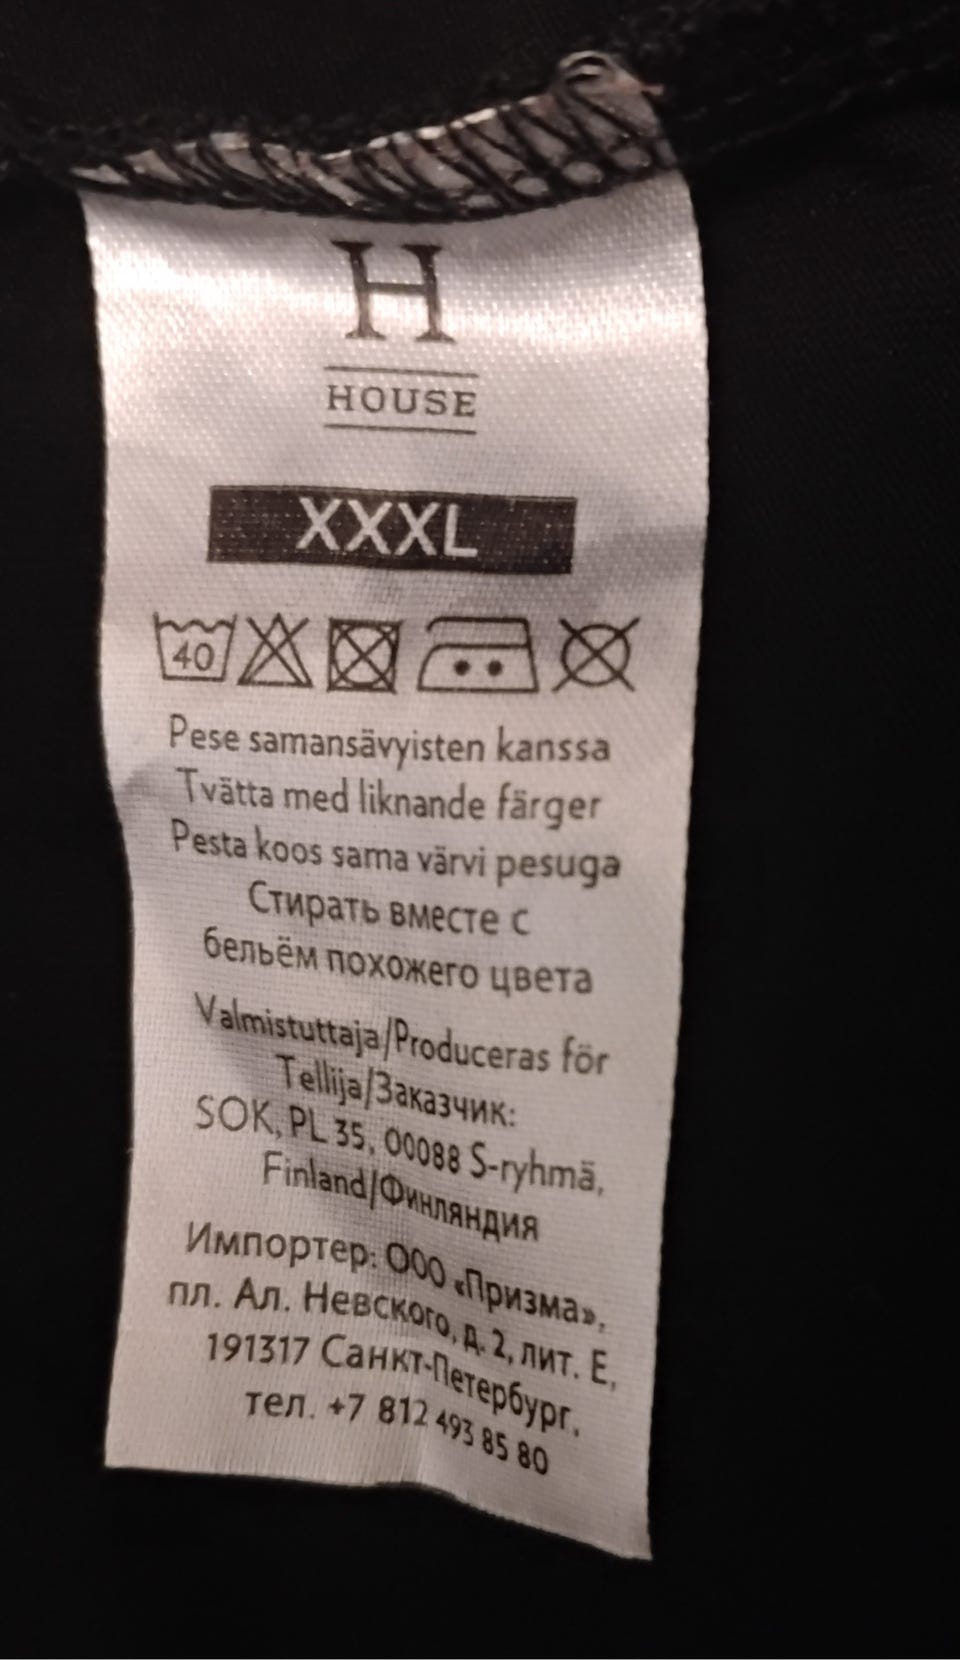 H
HOUSE
XXXL
40
Pese samansävyisten kanssa
Tvätta med liknande färger
Pesta koos sama värvi pesuga
Стирать вместе с
бельём похожего цвета
Valmistuttaja/Produceras för
Tellija/Заказчик:
SOK, PL 35, 00088 S-ryhmä,
Finland/Финляндия
Импортер: ООО «Призма»,
пл. Ал. Невского, д. 2, лит. Е,
191317 Санкт-Петербург,
тел. +7 812 493 85 80